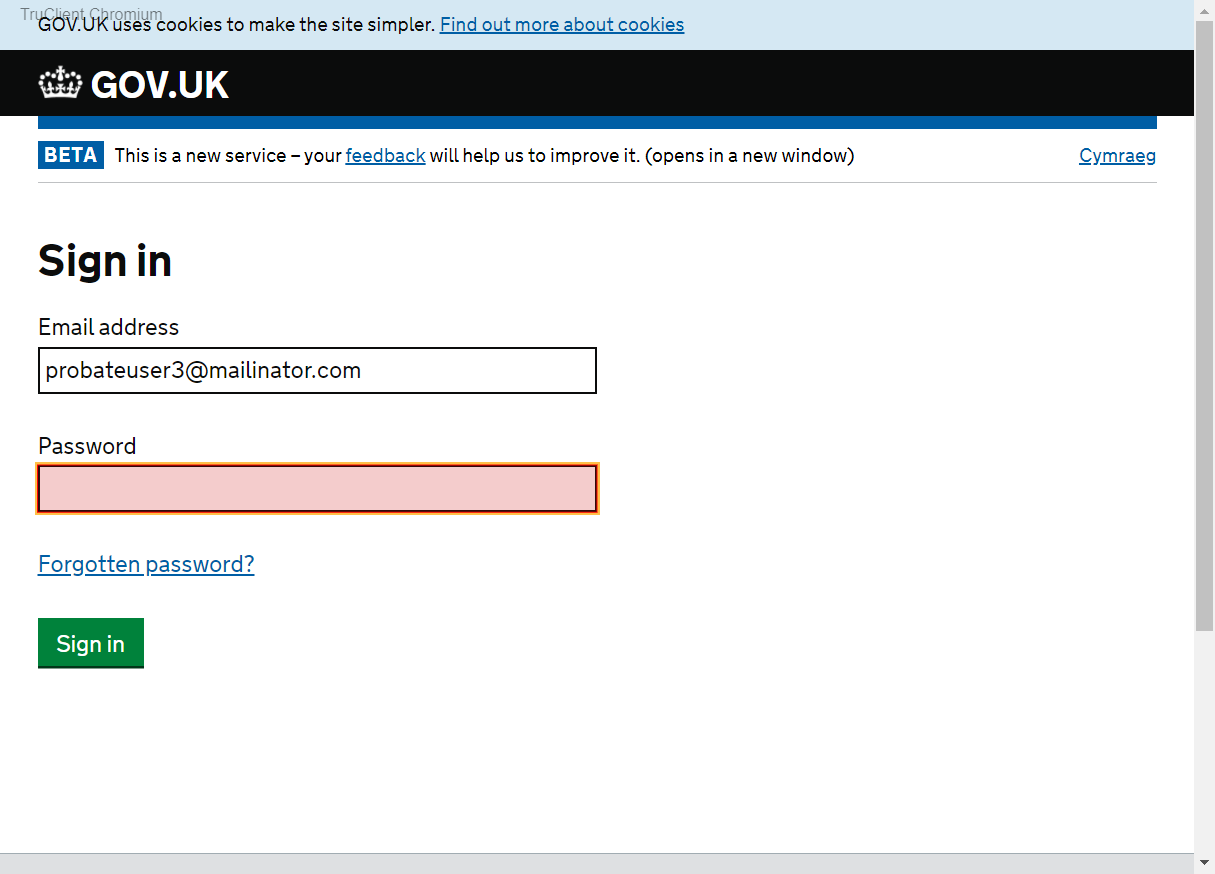 TruClient Chromium
GOV.UK uses cookies to make the site simpler. Find out more about cookies
GOV.UK
BETA This is a new service – your feedback will help us to improve it. (opens in a new window) Cymraeg
Sign in
Email address
probateuser3@mailinator.com
Password
Forgotten password?
Sign in